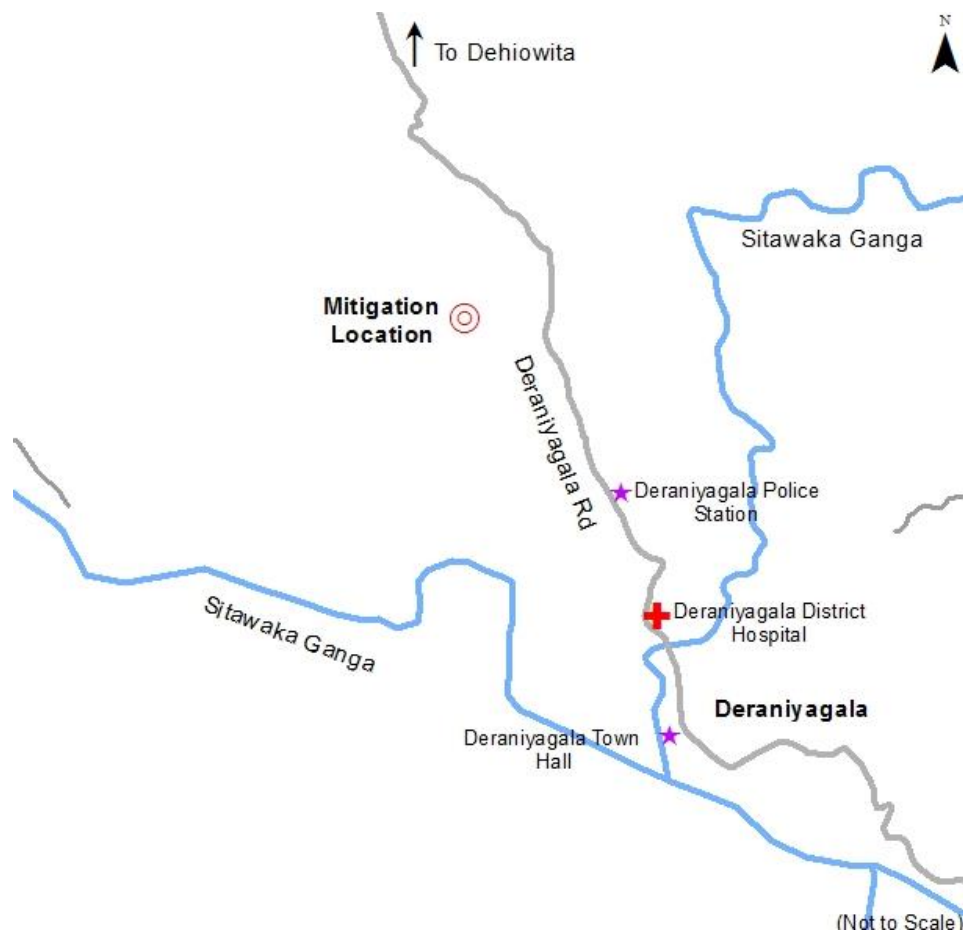 N
To Dehiowita
Sitawaka Ganga
Mitigation
Location
Deraniyagala Rd
Deraniyagala Police
Station
Sitawaka Ganga
Deraniyagala District
Hospital
Deraniyagala
Deraniyagala Town
Hall
(Not to Scale)